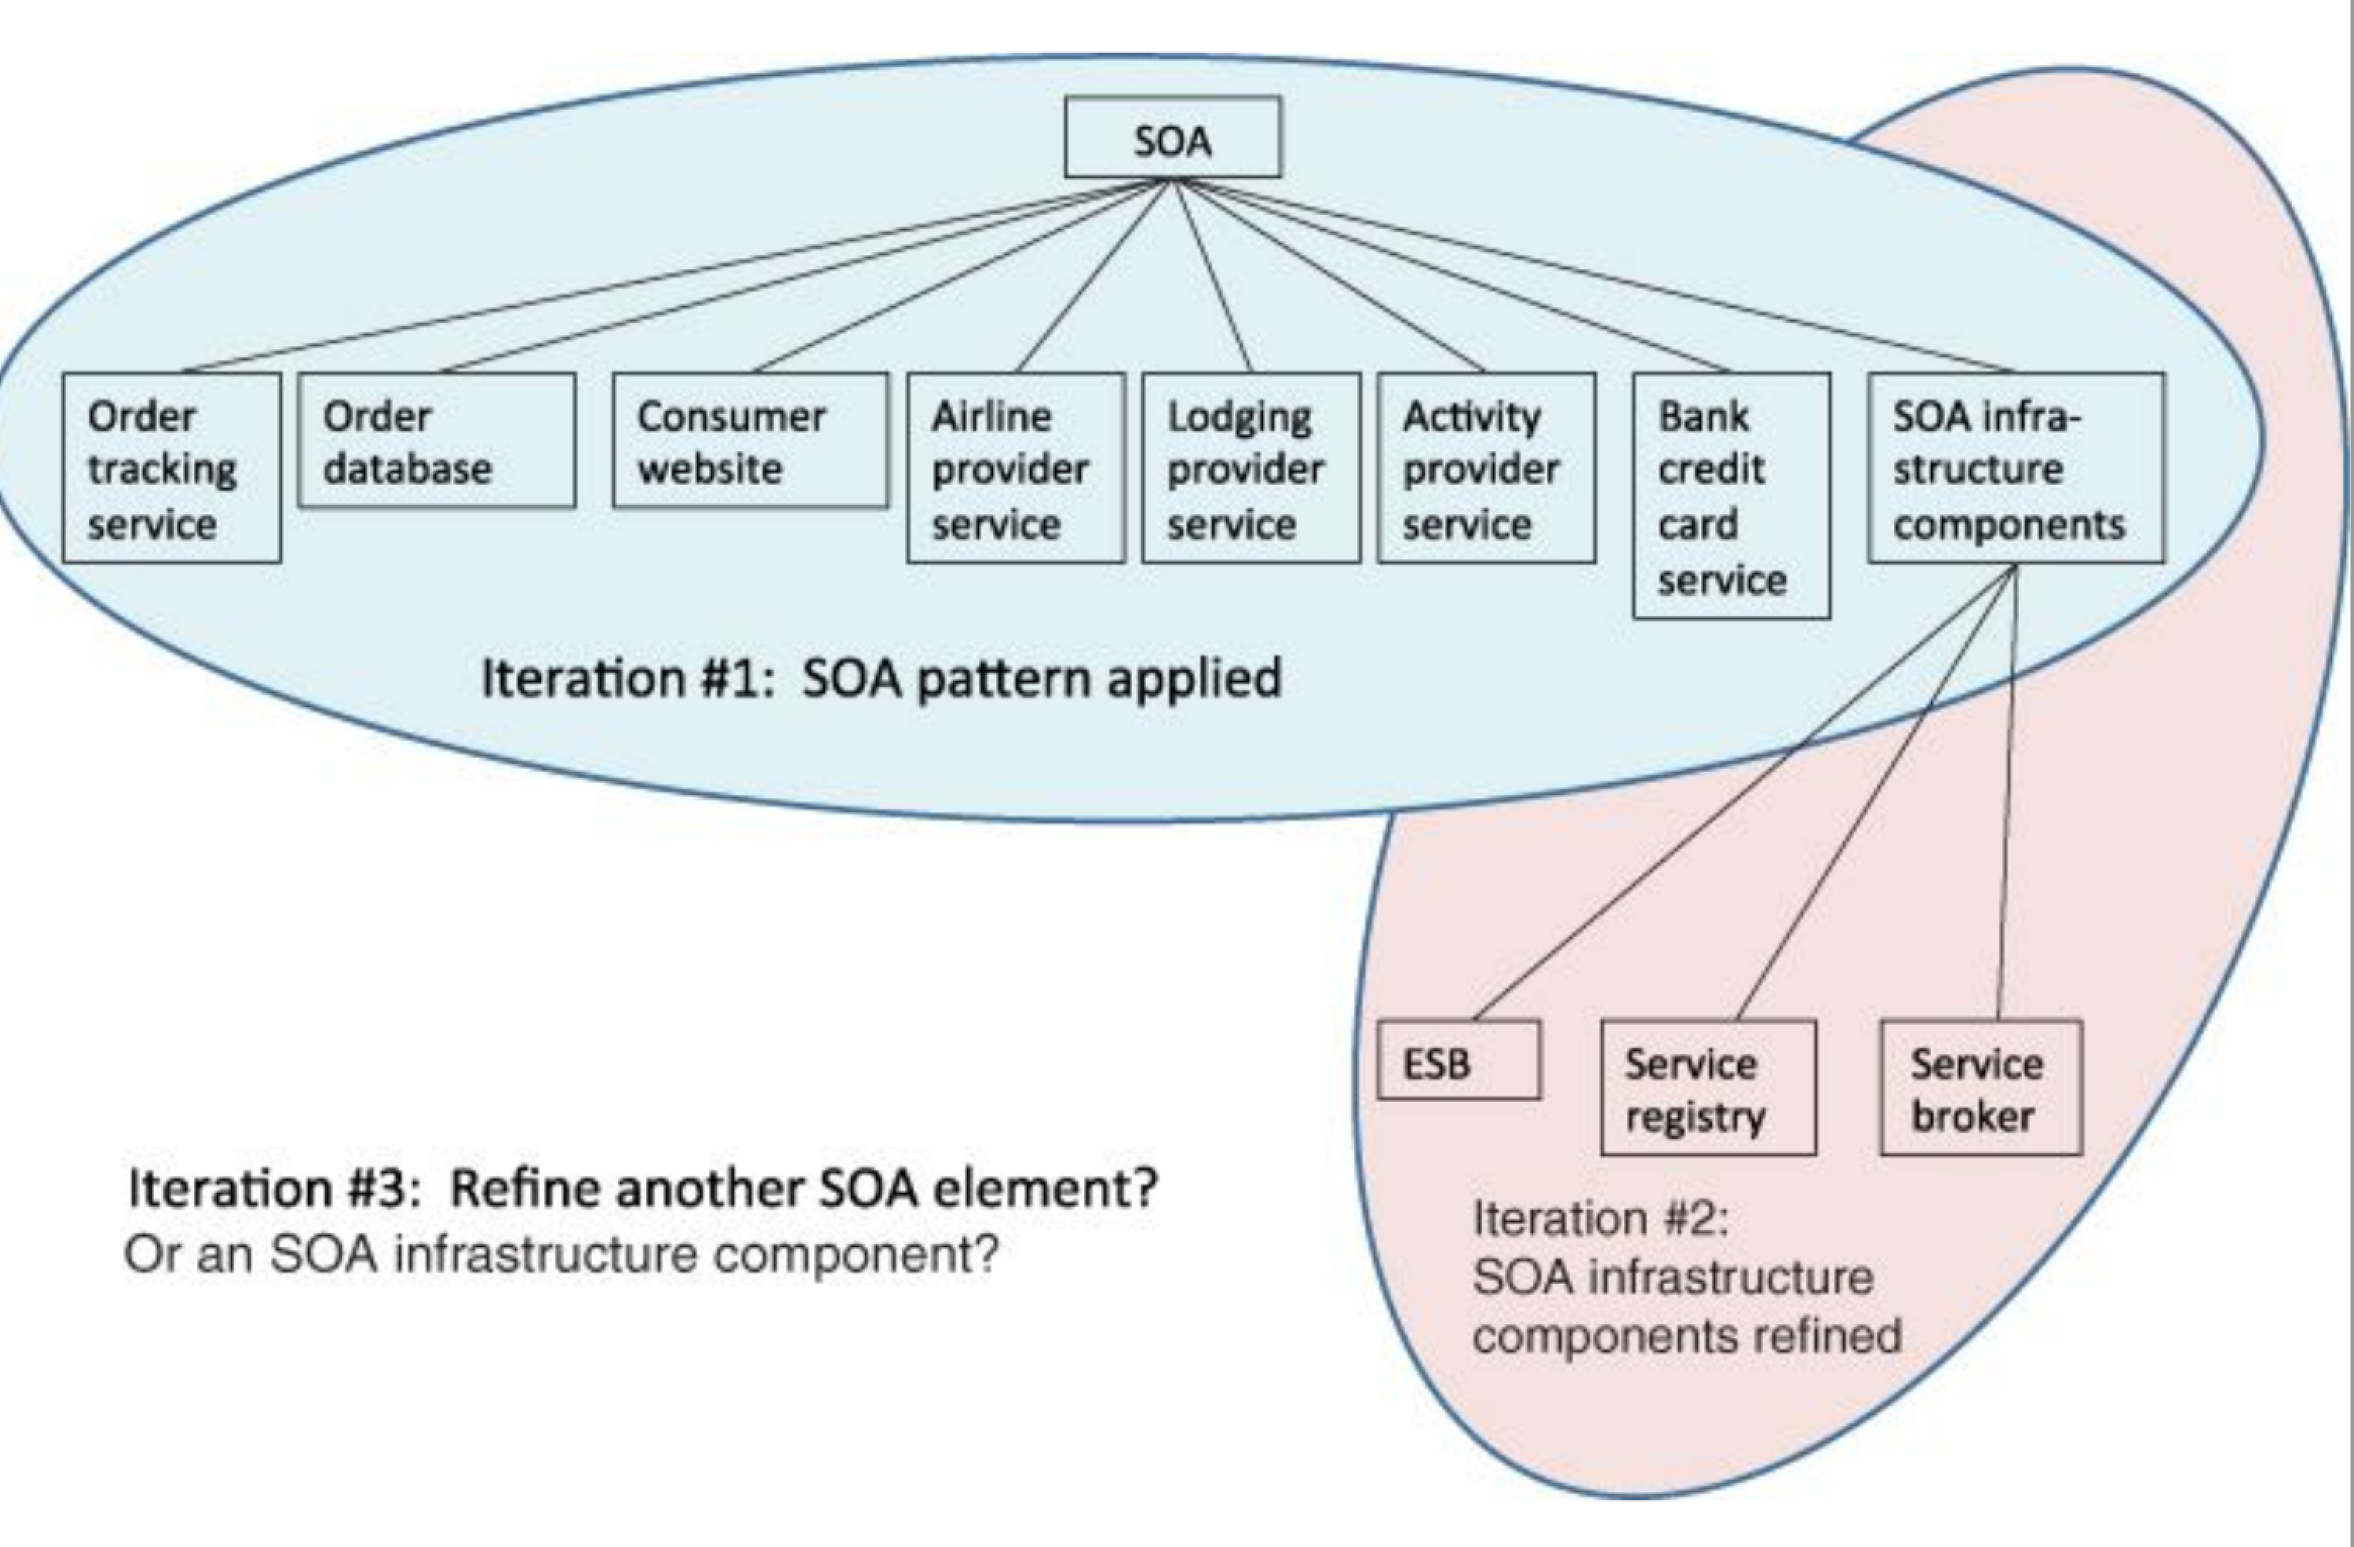 SOA
Order
tracking
service
Order
database
Consumer
website
Airline
provider
service
Lodging
provider
service
Activity
provider
service
Bank
credit
card
service
SOA infra-
structure
components
Iteration #1: SOA pattern applied
ESB
Service
registry
Service
broker
Iteration #2:
SOA infrastructure
components refined
Iteration #3: Refine another SOA element?
Or an SOA infrastructure component?